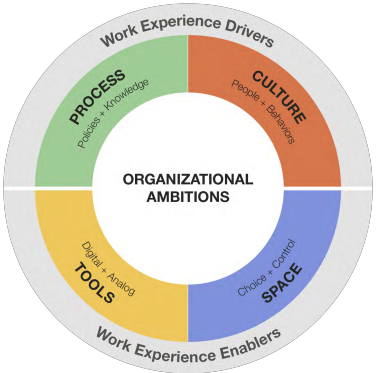 Work Experience Drivers
PROCESS
Policies + Knowledge
CULTURE
People + Behaviors
ORGANIZATIONAL
AMBITIONS
Digital + Analog
TOOLS
Choice + Control
SPACE
Work Experience Enablers